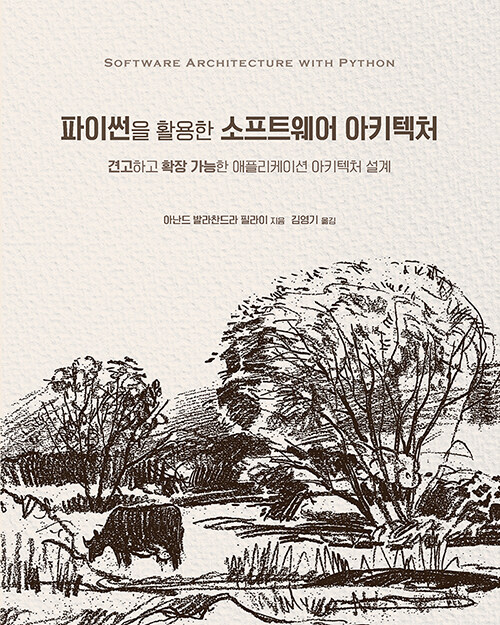 SOFTWARE ARCHITECTURE WITH PYTHON
파이썬을 활용한 소프트웨어 아키텍처
견고하고 확장 가능한 애플리케이션 아키텍처 설계
아난드 발라찬드라 필라이 지음 김영기 옮김